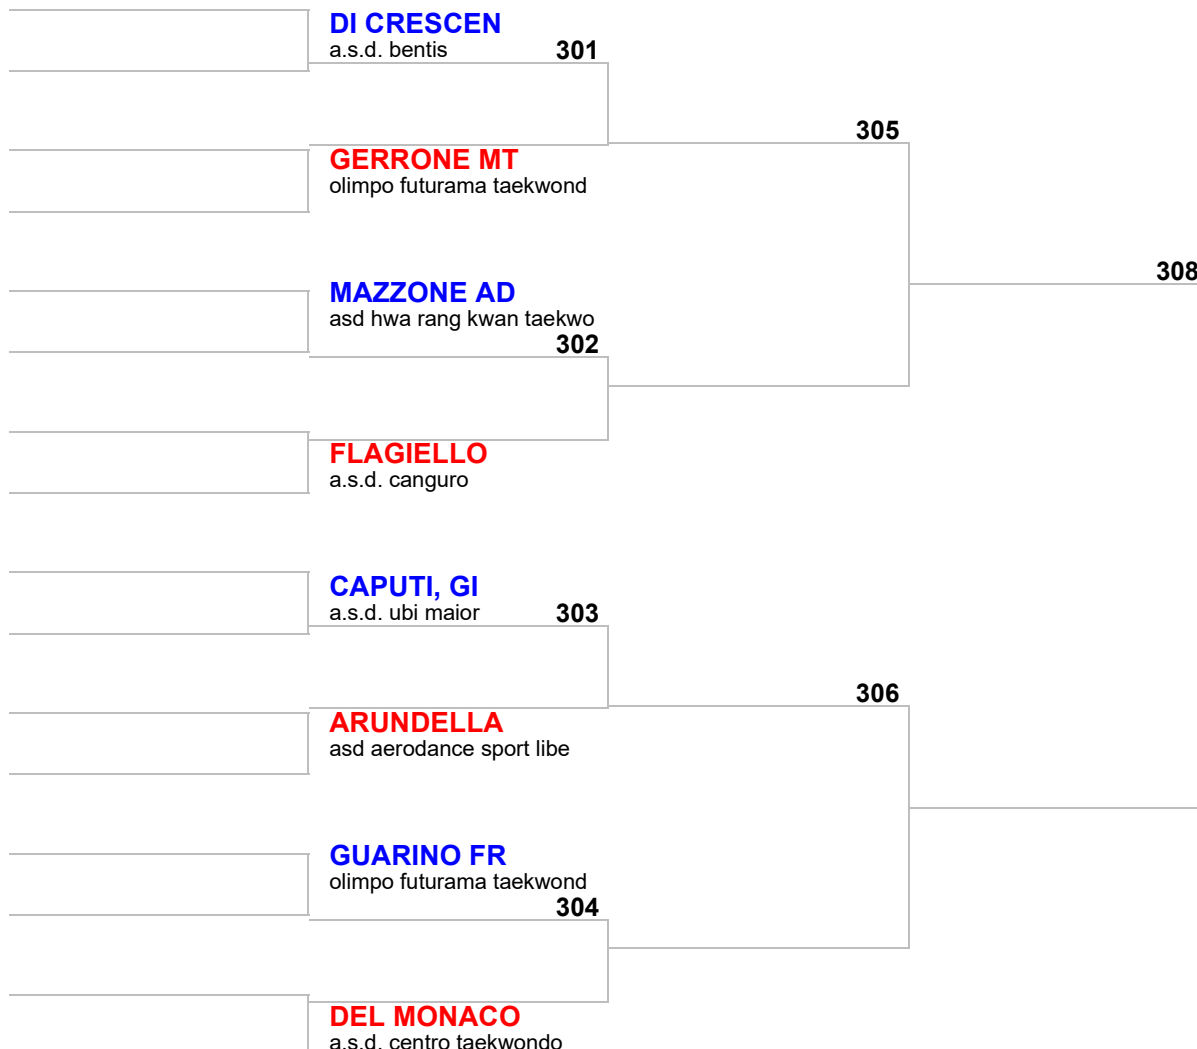 DI CRESCEN
a.s.d. bentis
301
305
GERRONE MT
olimpo futurama taekwond
308
MAZZONE AD
asd hwa rang kwan taekwo
302
FLAGIELLO
a.s.d. canguro
CAPUTI, GI
a.s.d. ubi maior
303
306
ARUNDELLA
asd aerodance sport libe
GUARINO FR
olimpo futurama taekwond
304
DEL MONACO
a.s.d. centro taekwondo